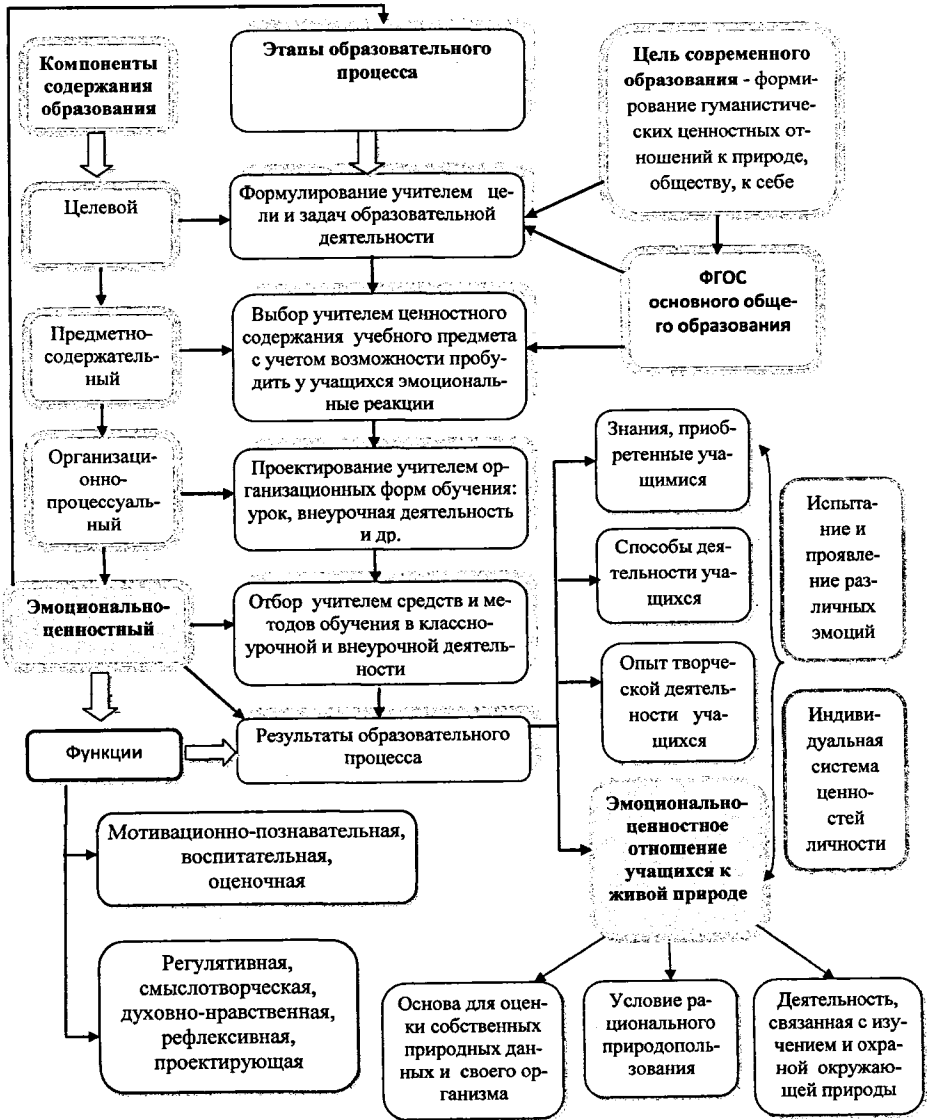 Компоненты
содержания
образования
Этапы образовательного
процесса
Цель современного
образования - форми-
рование гуманистиче-
ских ценностных от-
ношений к природе,
обществу, к себе
Целевой
Формулирование учителем це-
ли и задач образовательной
деятельности
ФГОС
основного обще-
го образования
Предметно-
содержатель-
ный
Выбор учителем ценностного
содержания учебного предмета
с учетом возможности пробу-
дить у учащихся эмоциональ-
ные реакции
Организаци-
онно-
процессуаль-
ный
Проектирование учителем ор-
ганизационных форм обучения:
урок, внеурочная деятельность
и др.
Знания, приоб-
ретенные уча-
щимися
Испыта-
ние и
проявле-
ние раз-
личных
эмоций
Способы дея-
тельности уча-
щихся
Эмоционально-
ценностный
Отбор учителем средств и ме-
тодов обучения в классно-
урочной и внеурочной деятель-
ности
Опыт творче-
ской деятель-
ности уча-
щихся
Индиви-
дуальная
система
ценно-
стей
личности
Функции
Результаты образовательного
процесса
Эмоционально-
ценностное
отношение
учащихся к
живой природе
Мотивационно-познавательная,
воспитательная,
оценочная
Регулятивная,
смыслотворческая,
духовно-нравственная,
рефлексивная,
проектирующая
Основа для оцен-
ки собственных
природных дан-
ных и своего ор-
ганизма
Условие ра-
ционального
природополь-
зования
Деятельность,
связанная с изу-
чением и охра-
ной окружаю-
щей природы